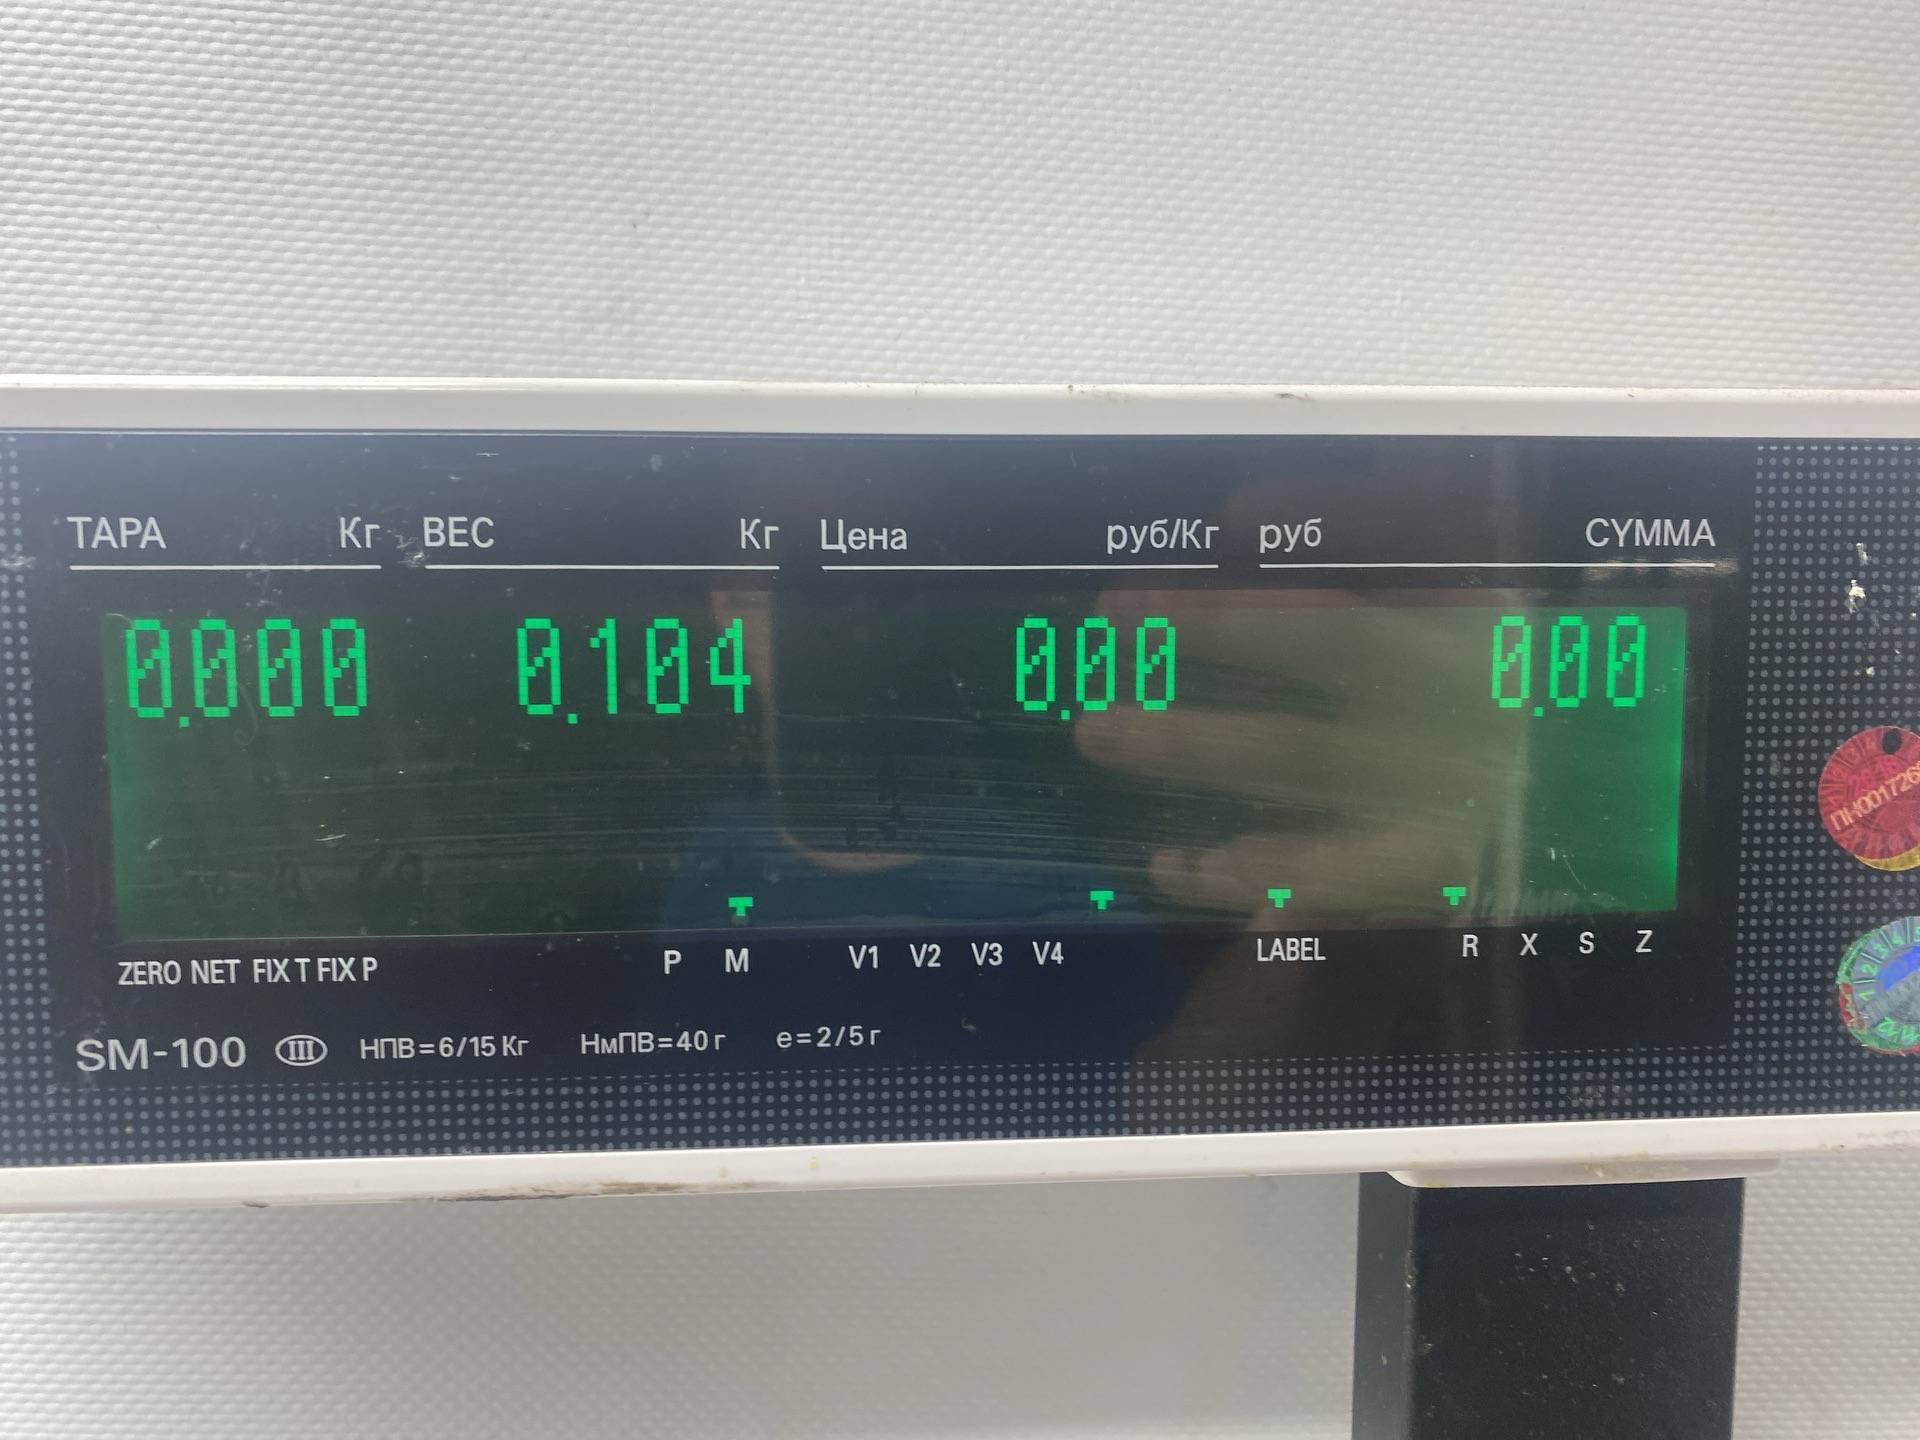 ТАРА Кг ВЕС Кг Цена руб/Кг руб СУММА
0.000 0.104 0.00 0.00
ZERO NET FIX T FIX P P M V1 V2 V3 V4 LABEL R X S Z
SM-100 III НПВ=6/15 Кг НмПВ=40 г e=2/5 г